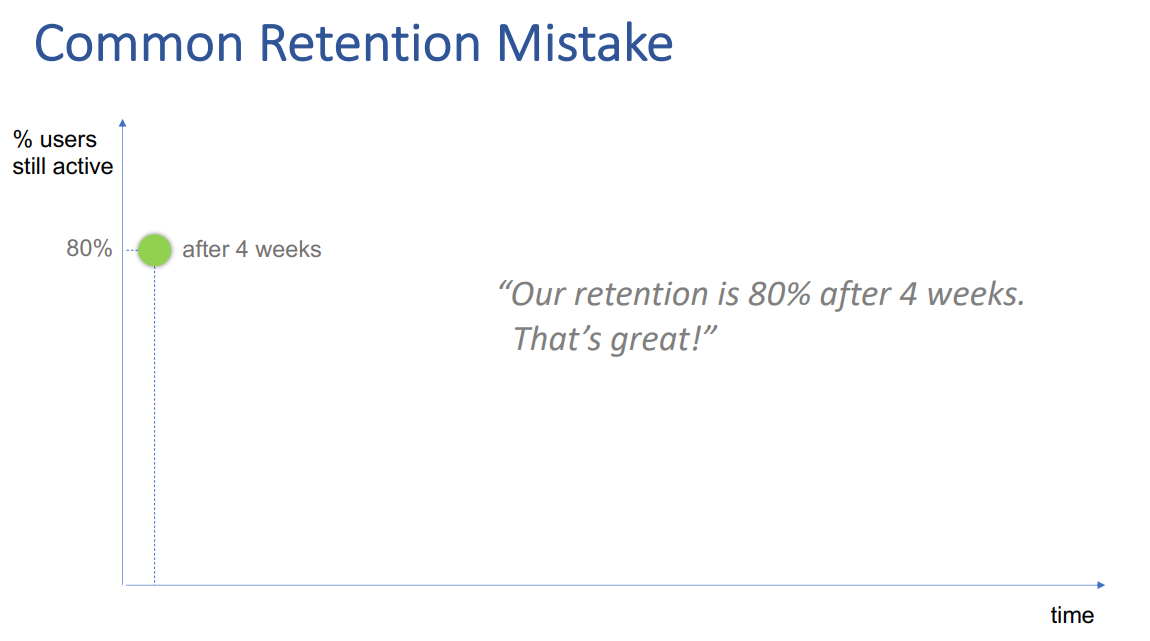 Common Retention Mistake
% users
still active
80%
after 4 weeks
“Our retention is 80% after 4 weeks.
That’s great!”
time